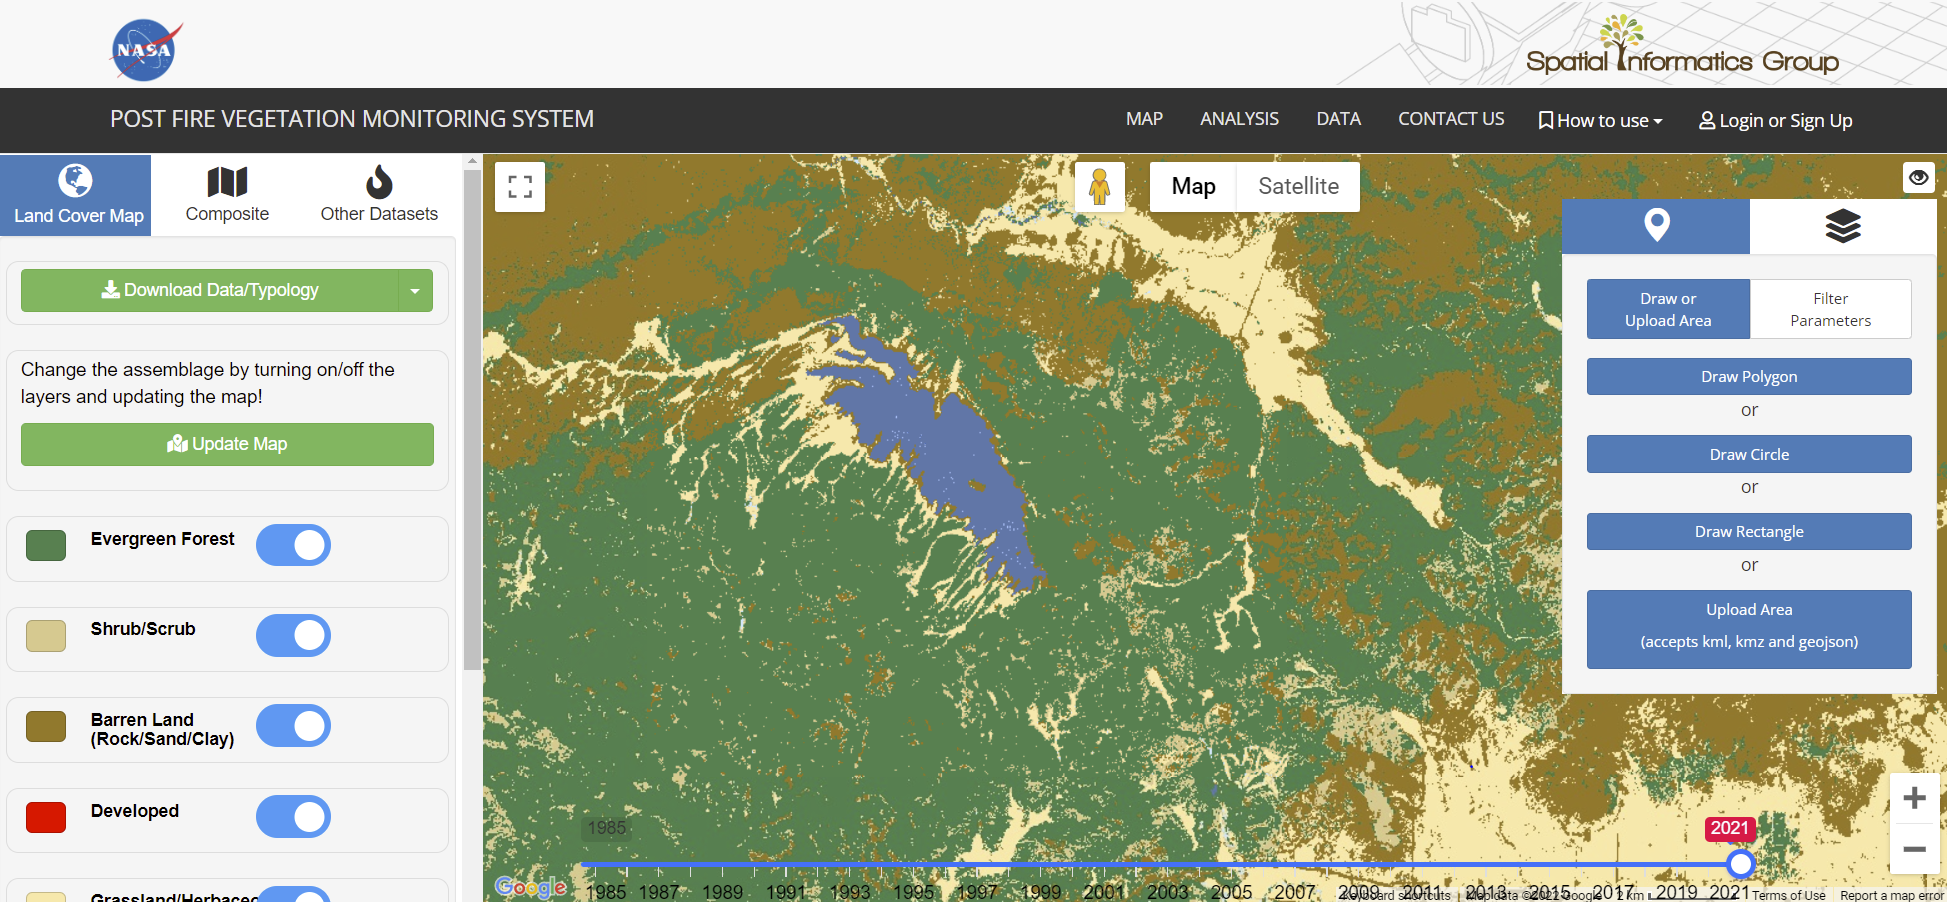 NASA
Spatial Informatics Group
POST FIRE VEGETATION MONITORING SYSTEM
MAP
ANALYSIS
DATA
CONTACT US
How to use
Login or Sign Up
Land Cover Map
Composite
Other Datasets
Download Data/Typology
Change the assemblage by turning on/off the
layers and updating the map!
Update Map
Evergreen Forest
Shrub/Scrub
Barren Land
(Rock/Sand/Clay)
Developed
Grassland/Herbaceo
Map
Satellite
Draw or
Upload Area
Filter
Parameters
Draw Polygon
or
Draw Circle
or
Draw Rectangle
or
Upload Area
(accepts kml, kmz and geojson)
1985
2021
Google
1985 1987 1989 1991 1993 1995 1997 1999 2001 2003 2005 2007 2009 2011 2013 2015 2017 2019 2021
Keyboard shortcuts
Map data ©2022 Google
2 km
Terms of Use
Report a map error